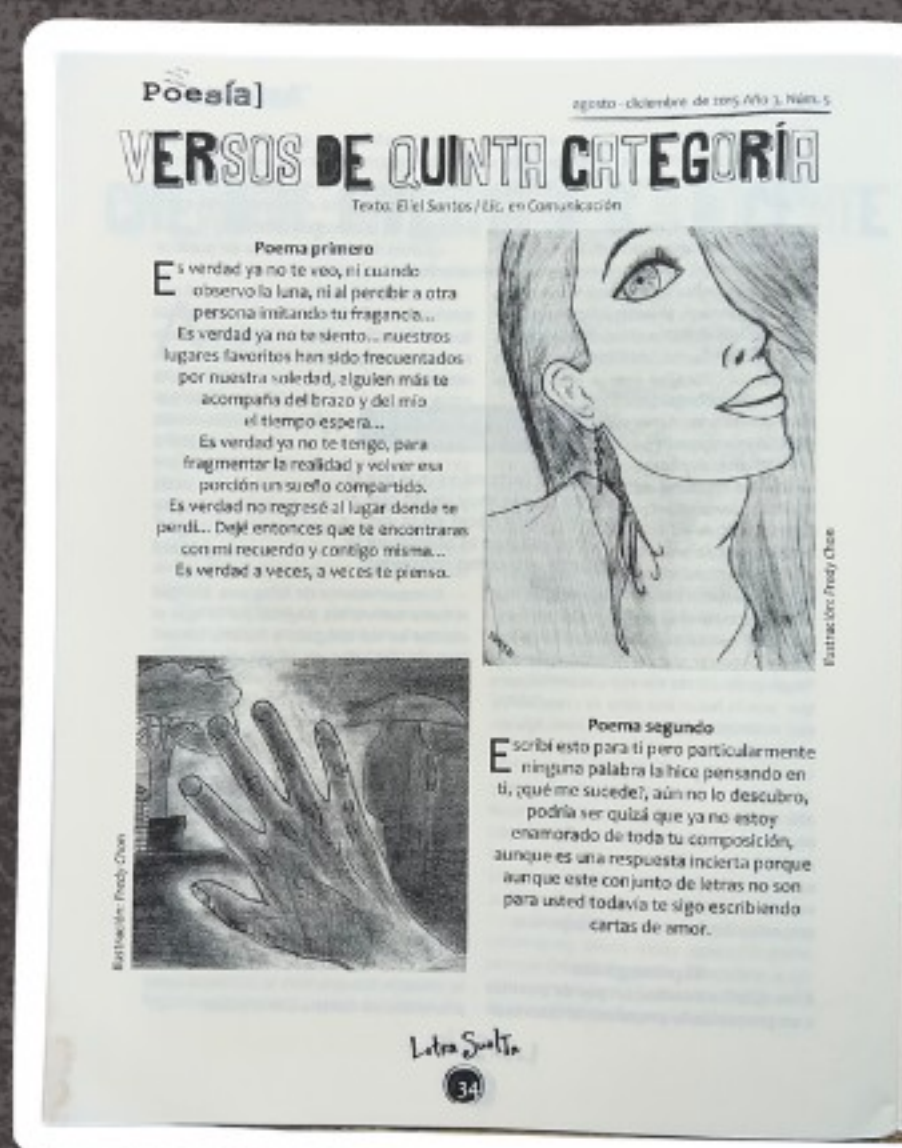 Poesía]
agosto - diciembre de 2015 Año 3, Núm. 5
VERSOS DE QUINTA CATEGORÍA
Texto: Eliel Santos / Lic. en Comunicación
Poema primero
Es verdad ya no te veo, ni cuando
observo la luna, ni al percibir a otra
persona imitando tu fragancia...
Es verdad ya no te siento... nuestros
lugares favoritos han sido frecuentados
por nuestra soledad, alguien más te
acompaña del brazo y del mío
el tiempo espera...
Es verdad ya no te tengo, para
fragmentar la realidad y volver esa
porción un sueño compartido.
Es verdad no regresé al lugar donde te
perdí... Dejé entonces que te encontraras
con mi recuerdo y contigo misma...
Es verdad a veces, a veces te pienso.
Ilustración: Fredy Chan
Ilustración: Fredy Chan
Poema segundo
Escribí esto para ti pero particularmente
ninguna palabra la hice pensando en
ti, ¿qué me sucede?, aún no lo descubro,
podría ser quizá que ya no estoy
enamorado de toda tu composición,
aunque es una respuesta incierta porque
aunque este conjunto de letras no son
para usted todavía te sigo escribiendo
cartas de amor.
Letra Suelta
34